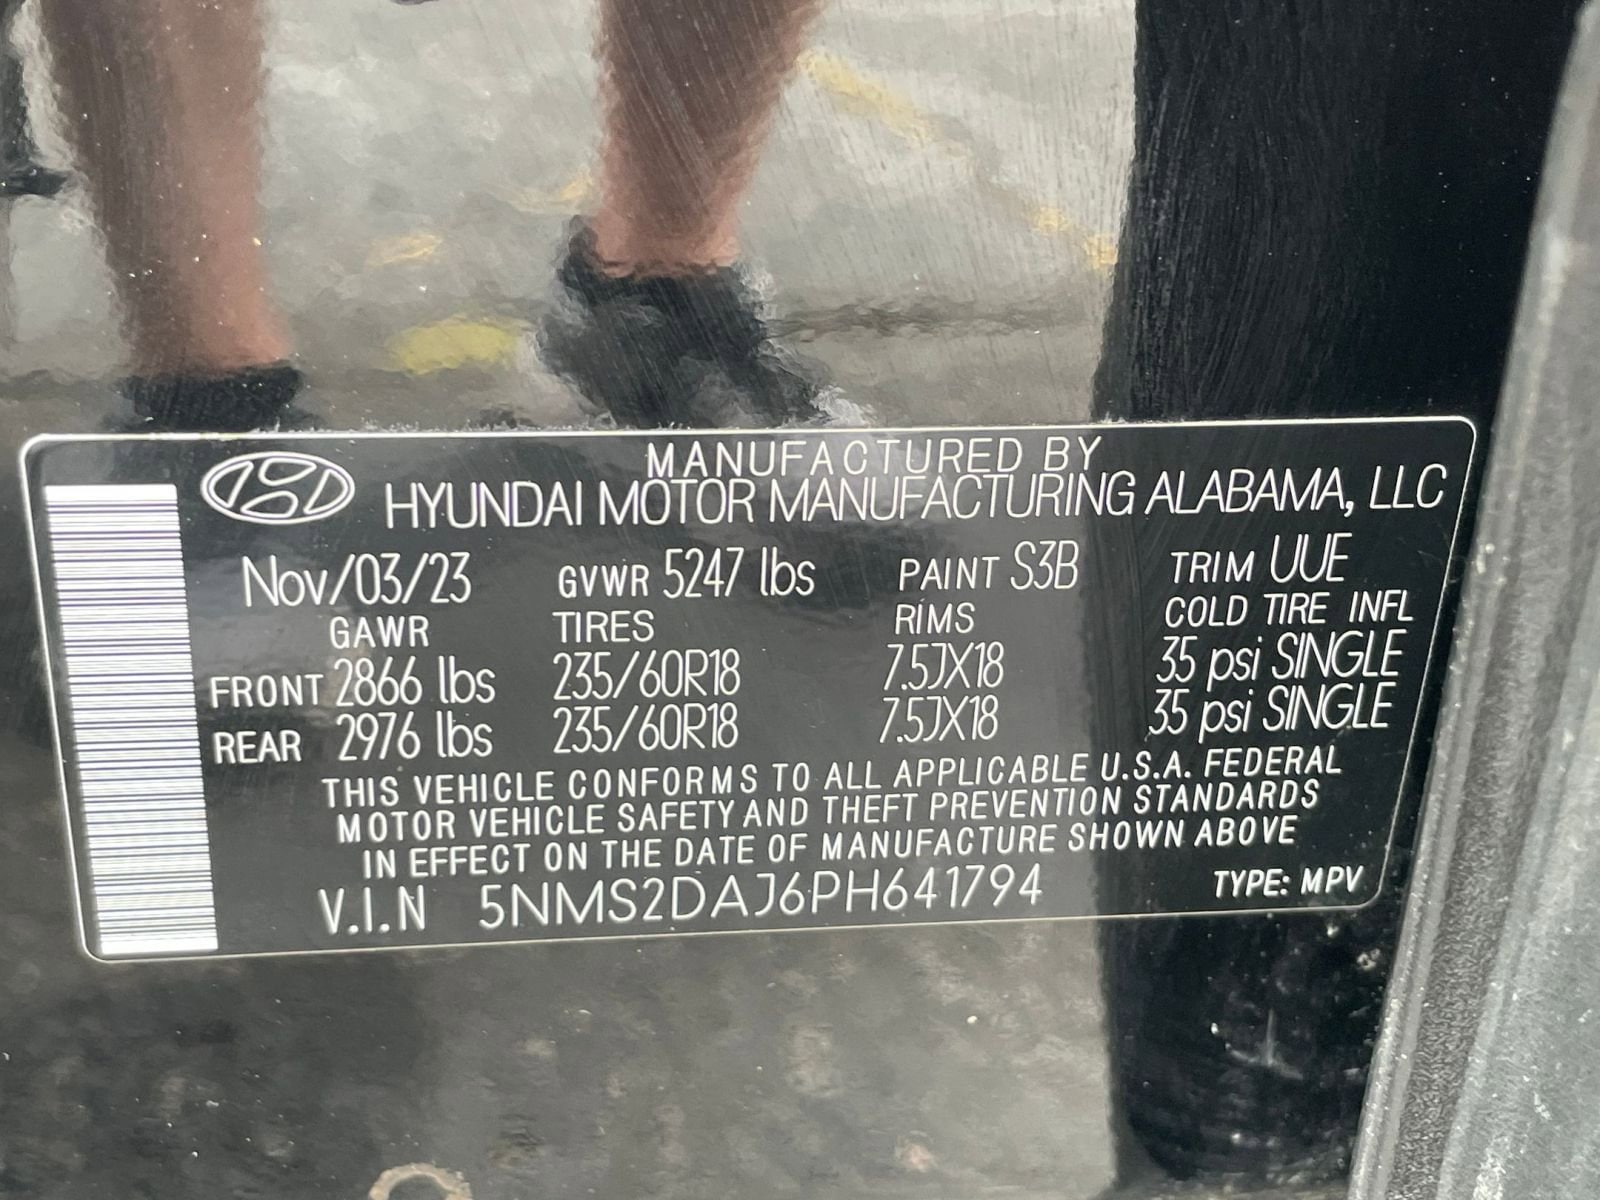 MANUFACTURED BY
HYUNDAI MOTOR MANUFACTURING ALABAMA, LLC
Nov/03/23 GVWR 5247 lbs PAINT S3B TRIM UUE
GAWR TIRES RIMS COLD TIRE INFL
FRONT 2866 lbs 235/60R18 7.5JX18 35 psi SINGLE
REAR 2976 lbs 235/60R18 7.5JX18 35 psi SINGLE
THIS VEHICLE CONFORMS TO ALL APPLICABLE U.S.A. FEDERAL
MOTOR VEHICLE SAFETY AND THEFT PREVENTION STANDARDS
IN EFFECT ON THE DATE OF MANUFACTURE SHOWN ABOVE
V.I.N 5NMS2DAJ6PH641794 TYPE: MPV